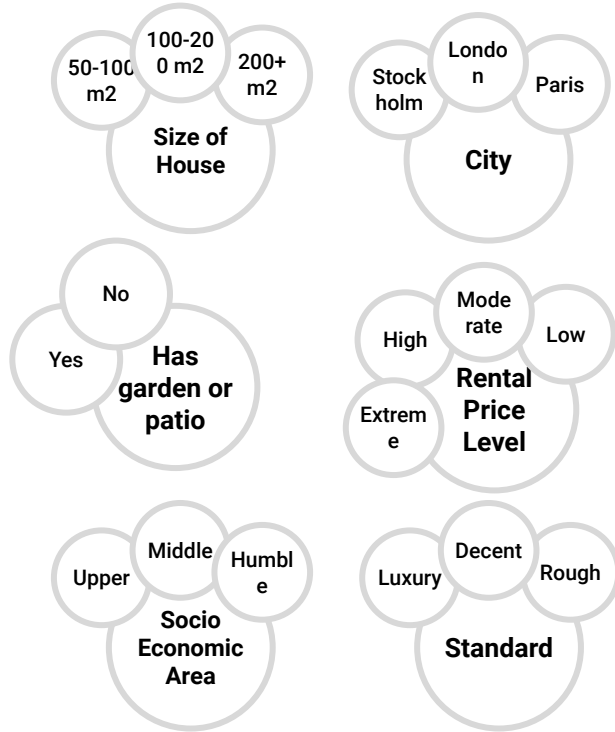 50-100
m2
100-20
0 m2
200+
m2
Size of
House
Stock
holm
Londo
n
Paris
City
No
Yes
Has
garden or
patio
High
Mode
rate
Low
Extrem
e
Rental
Price
Level
Upper
Middle
Humbl
e
Socio
Economic
Area
Luxury
Decent
Rough
Standard